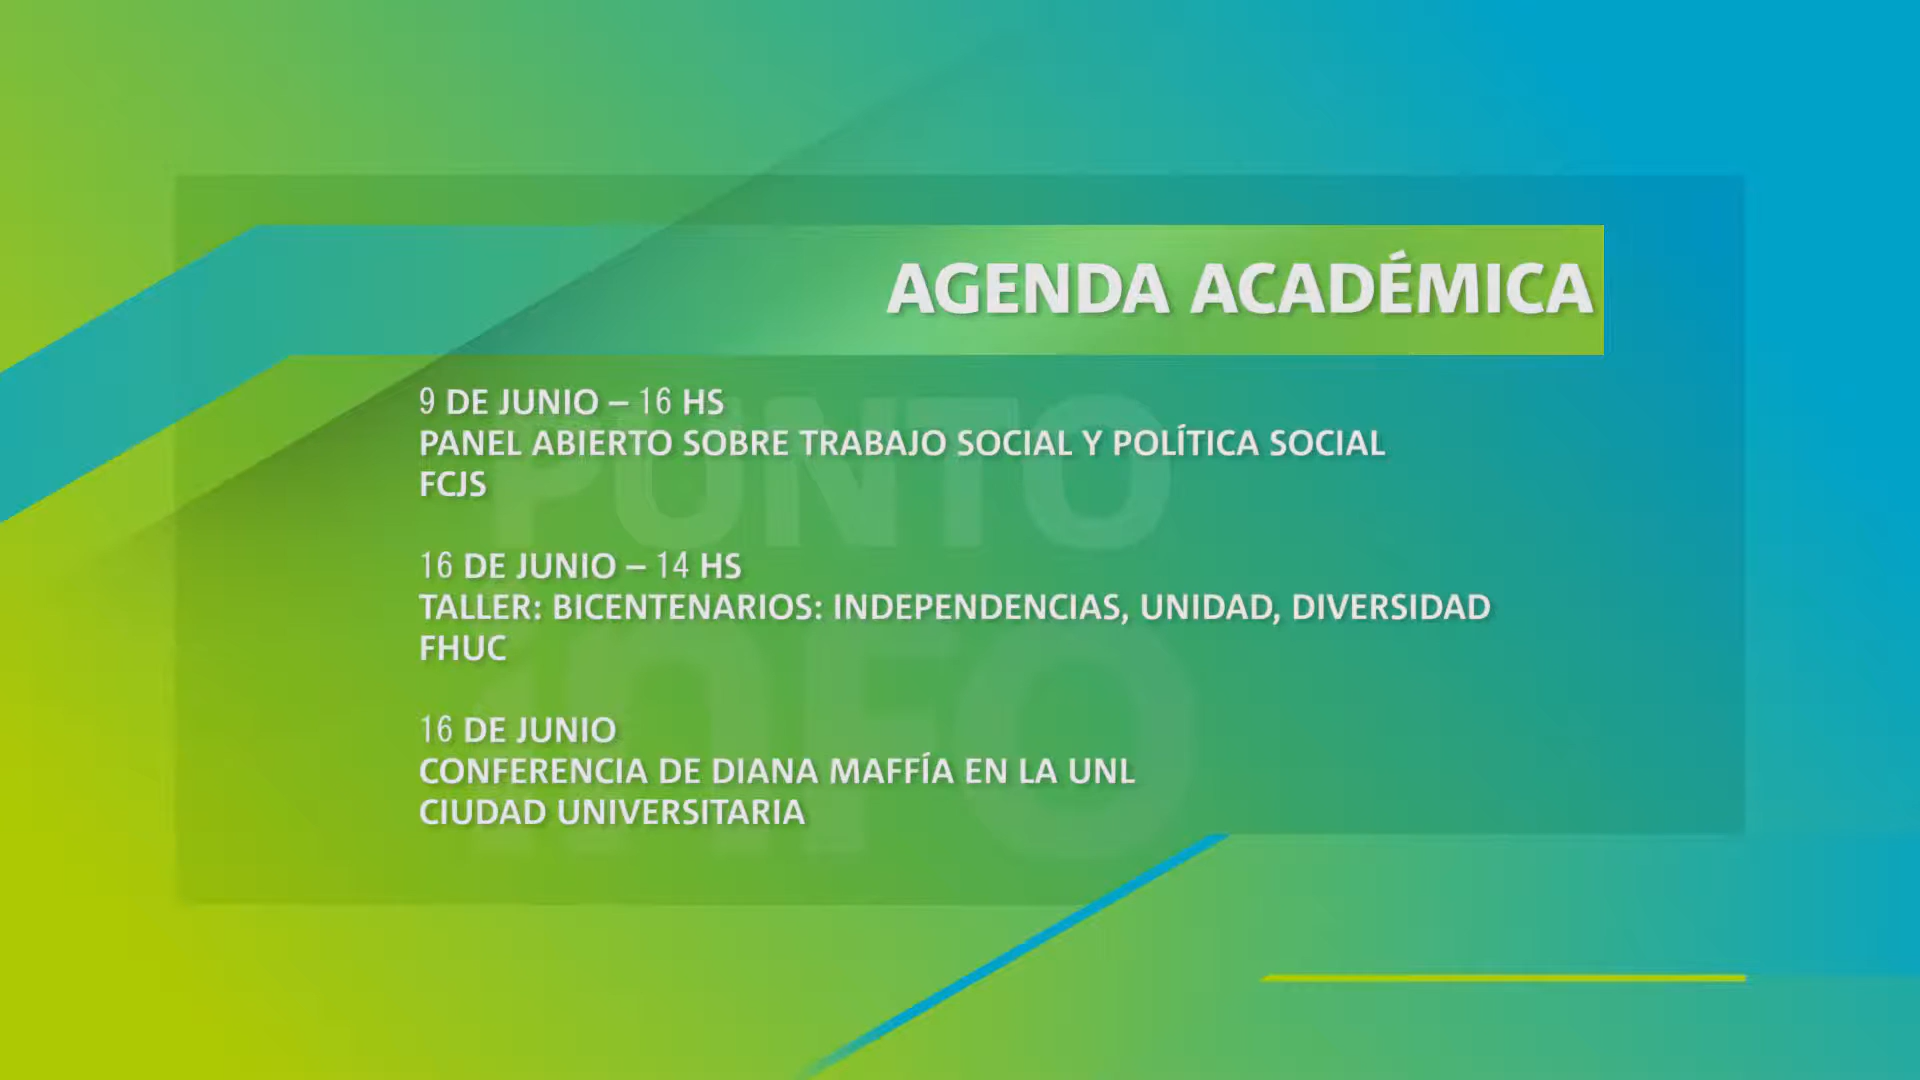 AGENDA ACADÉMICA
9 DE JUNIO – 16 HS
PANEL ABIERTO SOBRE TRABAJO SOCIAL Y POLÍTICA SOCIAL
FCJS
16 DE JUNIO – 14 HS
TALLER: BICENTENARIOS: INDEPENDENCIAS, UNIDAD, DIVERSIDAD
FHUC
16 DE JUNIO
CONFERENCIA DE DIANA MAFFÍA EN LA UNL
CIUDAD UNIVERSITARIA
PUNTO
INFO